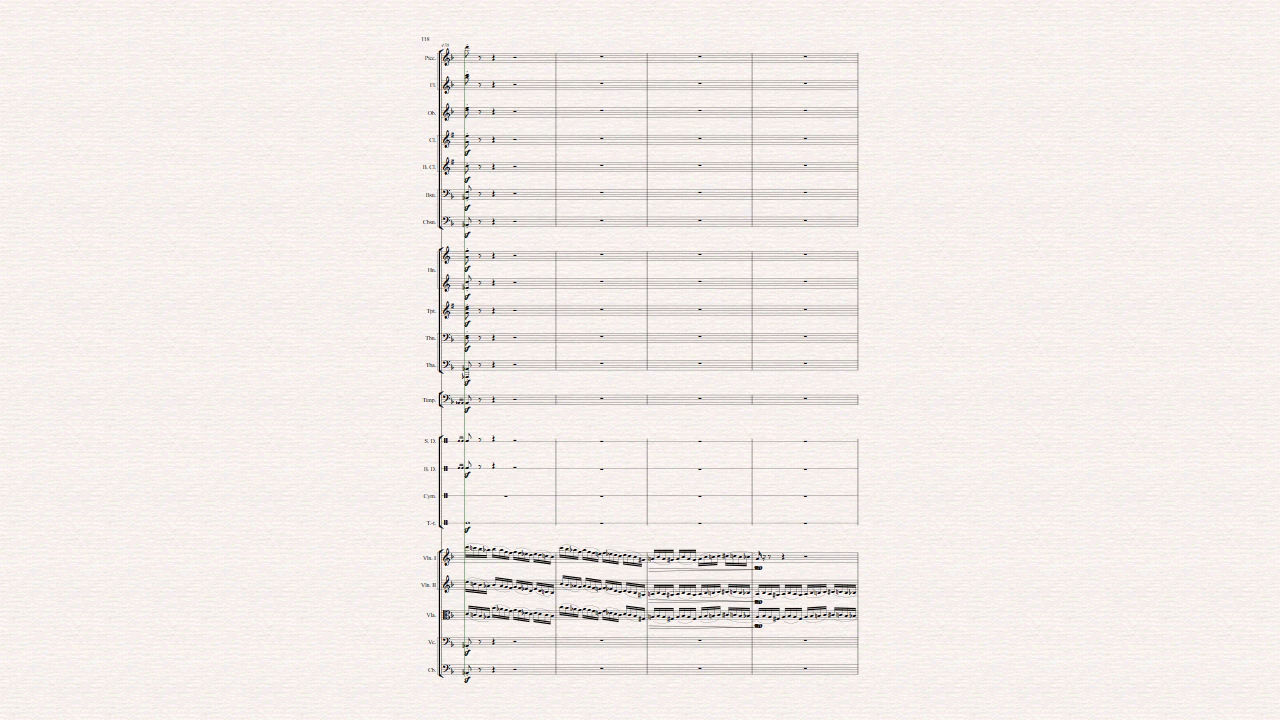 118
Picc.
Fl.
Ob.
Cl.
B. Cl.
Bsn.
Cbsn.
Hn.
Tpt.
Tbn.
Tba.
Timp.
S. D.
B. D.
Cym.
T.-t.
Vln. I
Vln. II
Vla.
Vc.
Cb.